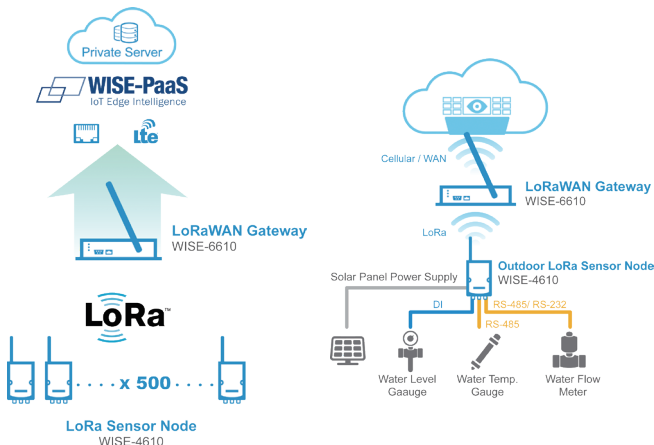 Private Server
WISE-PaaS
IoT Edge Intelligence
lte
LoRaWAN Gateway
WISE-6610
LoRa™
x 500
LoRa Sensor Node
WISE-4610
Cellular / WAN
LoRaWAN Gateway
WISE-6610
LoRa
Outdoor LoRa Sensor Node
WISE-4610
Solar Panel Power Supply
DI
RS-485/ RS-232
RS-485
Water Level
Gaauge
Water Temp.
Gauge
Water Flow
Meter